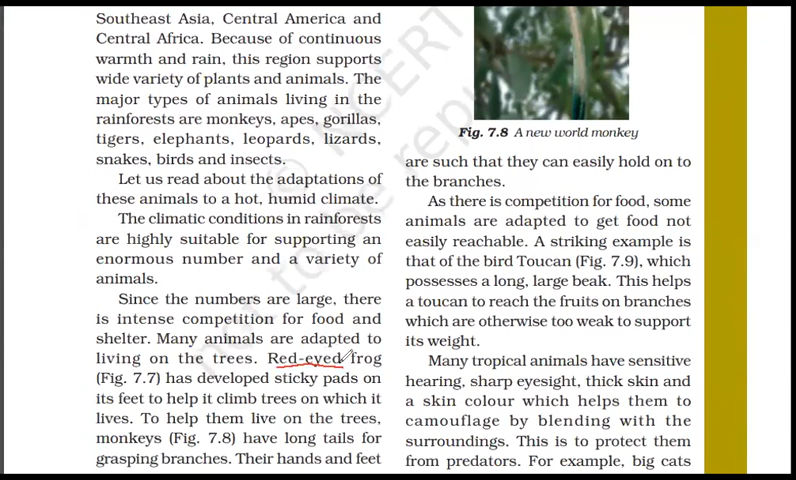 Southeast Asia, Central America and
Central Africa. Because of continuous
warmth and rain, this region supports
wide variety of plants and animals. The
major types of animals living in the
rainforests are monkeys, apes, gorillas,
tigers, elephants, leopards, lizards,
snakes, birds and insects.
Let us read about the adaptations of
these animals to a hot, humid climate.
The climatic conditions in rainforests
are highly suitable for supporting an
enormous number and a variety of
animals.
Since the numbers are large, there
is intense competition for food and
shelter. Many animals are adapted to
living on the trees. Red-eyed frog
(Fig. 7.7) has developed sticky pads on
its feet to help it climb trees on which it
lives. To help them live on the trees,
monkeys (Fig. 7.8) have long tails for
grasping branches. Their hands and feet
Fig. 7.8 A new world monkey
are such that they can easily hold on to
the branches.
As there is competition for food, some
animals are adapted to get food not
easily reachable. A striking example is
that of the bird Toucan (Fig. 7.9), which
possesses a long, large beak. This helps
a toucan to reach the fruits on branches
which are otherwise too weak to support
its weight.
Many tropical animals have sensitive
hearing, sharp eyesight, thick skin and
a skin colour which helps them to
camouflage by blending with the
surroundings. This is to protect them
from predators. For example, big cats
© NCERT
not to be repu